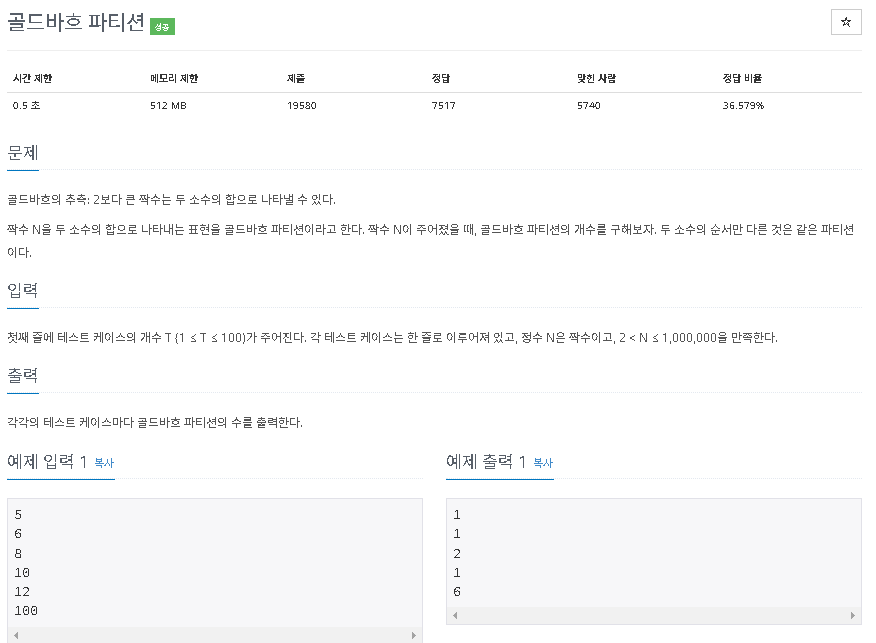 골드바흐 파티션 성공
☆
시간 제한 메모리 제한 제출 정답 맞힌 사람 정답 비율
0.5 초 512 MB 19580 7517 5740 36.579%
문제
골드바흐의 추측: 2보다 큰 짝수는 두 소수의 합으로 나타낼 수 있다.
짝수 N을 두 소수의 합으로 나타내는 표현을 골드바흐 파티션이라고 한다. 짝수 N이 주어졌을 때, 골드바흐 파티션의 개수를 구해보자. 두 소수의 순서만 다른 것은 같은 파티션
이다.
입력
첫째 줄에 테스트 케이스의 개수 T (1 ≤ T ≤ 100)가 주어진다. 각 테스트 케이스는 한 줄로 이루어져 있고, 정수 N은 짝수이고, 2 < N ≤ 1,000,000을 만족한다.
출력
각각의 테스트 케이스마다 골드바흐 파티션의 수를 출력한다.
예제 입력 1 복사
5
6
8
10
12
100
예제 출력 1 복사
1
1
2
1
6